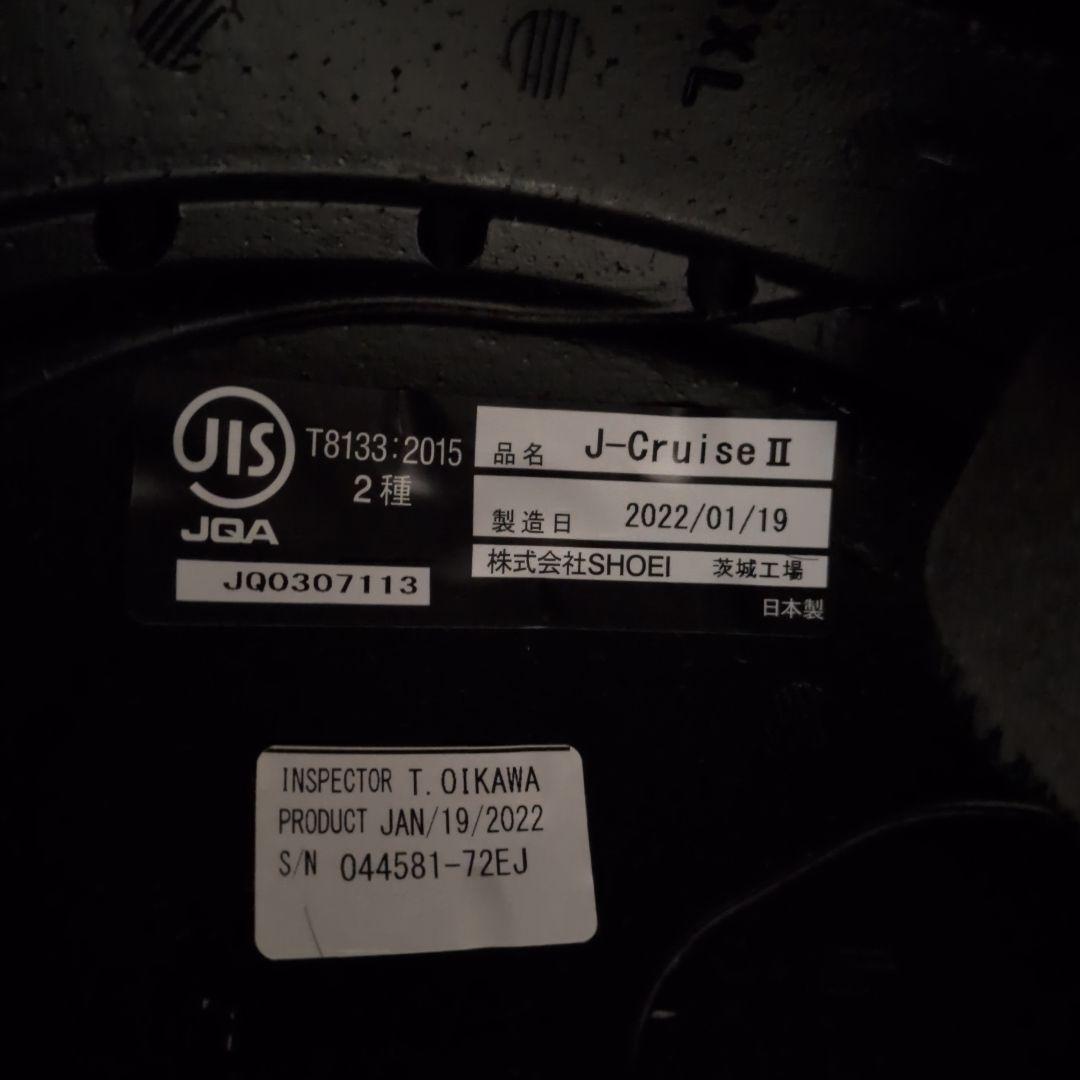 JIS
T8133:2015
2種
JQA
JQ0307113
品名 J-CruiseⅡ
製造日 2022/01/19
株式会社SHOEI 茨城工場
日本製
INSPECTOR T. OIKAWA
PRODUCT JAN/19/2022
S/N 044581-72EJ